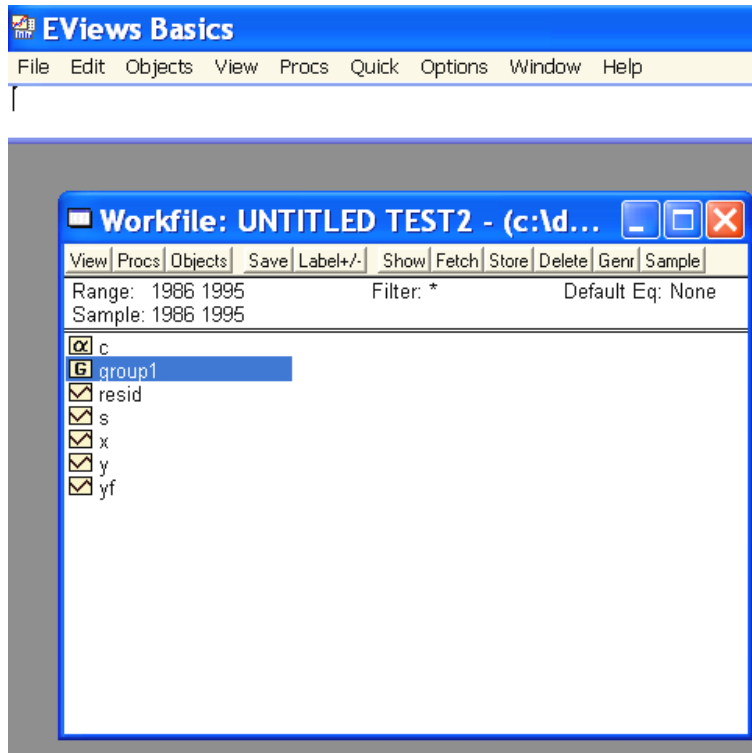 EViews Basics
File Edit Objects View Procs Quick Options Window Help
Workfile: UNTITLED TEST2 - (c:\d...
View Procs Objects Save Label+/- Show Fetch Store Delete Genr Sample
Range: 1986 1995 Filter: * Default Eq: None
Sample: 1986 1995
α c
G group1
resid
s
x
y
yf